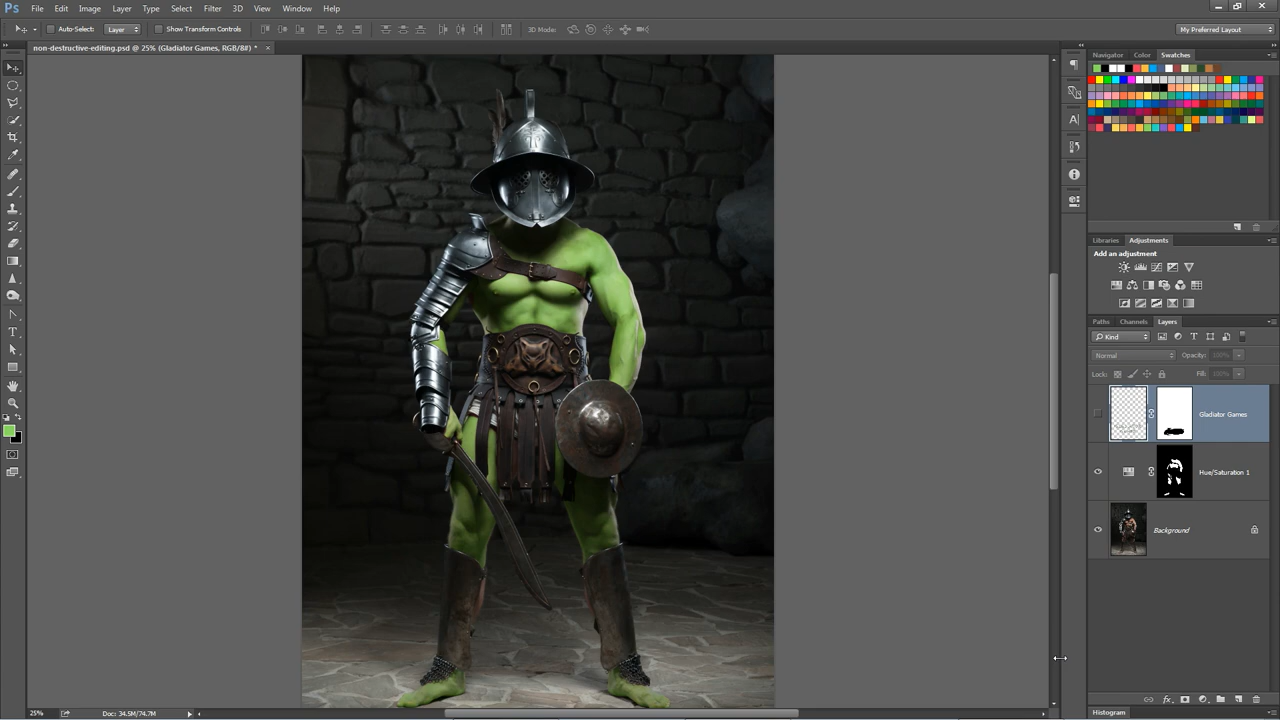 Ps File Edit Image Layer Type Select Filter 3D View Window Help
Auto-Select: Layer Show Transform Controls 3D Mode: My Preferred Layout
non-destructive-editing.psd @ 25% (Gladiator Games, RGB/8#) * ×
Navigator Color Swatches
Libraries Adjustments
Add an adjustment
Paths Channels Layers
Kind
Normal Opacity: 100%
Lock: Fill: 100%
Gladiator Games
Hue/Saturation 1
Background
fx
25% Doc: 34.5M/74.7M
Histogram